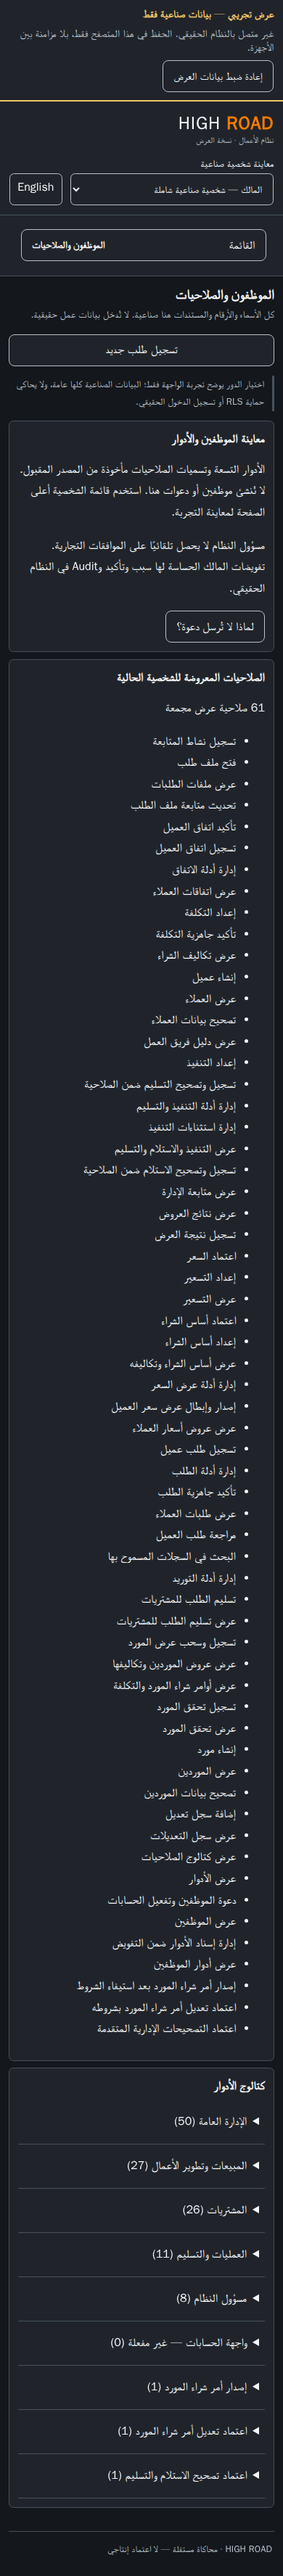 عرض تجريبي — بيانات صناعية فقط
غير متصل بالنظام الحقيقي. الحفظ في هذا المتصفح فقط، بلا مزامنة بين
الأجهزة.
إعادة ضبط بيانات العرض
HIGH ROAD
نظام الأعمال · نسخة العرض
معاينة شخصية صناعية
المالك — شخصية صناعية شاملة
English
القائمة
الموظفون والصلاحيات
الموظفون والصلاحيات
كل الأسماء والأرقام والمستندات هنا صناعية. لا تُدخل بيانات عمل حقيقية.
تسجيل طلب جديد
اختيار الدور يوضح تجربة الواجهة فقط؛ البيانات الصناعية كلها عامة، ولا يحاكي
حماية RLS أو تسجيل الدخول الحقيقي.
معاينة الموظفين والأدوار
الأدوار التسعة وتسميات الصلاحيات مأخوذة من المصدر المقبول.
لا تُنشئ موظفين أو دعوات هنا. استخدم قائمة الشخصية أعلى
الصفحة لمعاينة التجربة.
مسؤول النظام لا يحصل تلقائيًا على الموافقات التجارية.
تفويضات المالك الحساسة لها سبب وتأكيد وAudit في النظام
الحقيقي.
لماذا لا تُرسل دعوة؟
الصلاحيات المعروضة للشخصية الحالية
61 صلاحية عرض مجمعة
• تسجيل نشاط المتابعة
• فتح ملف طلب
• عرض ملفات الطلبات
• تحديث متابعة ملف الطلب
• تأكيد اتفاق العميل
• تسجيل اتفاق العميل
• إدارة أدلة الاتفاق
• عرض اتفاقات العملاء
• إعداد التكلفة
• تأكيد جاهزية التكلفة
• عرض تكاليف الشراء
• إنشاء عميل
• عرض العملاء
• تصحيح بيانات العملاء
• عرض دليل فريق العمل
• إعداد التنفيذ
• تسجيل وتصحيح التسليم ضمن الصلاحية
• إدارة أدلة التنفيذ والتسليم
• إدارة استثناءات التنفيذ
• عرض التنفيذ والاستلام والتسليم
• تسجيل وتصحيح الاستلام ضمن الصلاحية
• عرض متابعة الإدارة
• عرض نتائج العروض
• تسجيل نتيجة العرض
• اعتماد السعر
• إعداد التسعير
• عرض التسعير
• اعتماد أساس الشراء
• إعداد أساس الشراء
• عرض أساس الشراء وتكاليفه
• إدارة أدلة عرض السعر
• إصدار وإبطال عرض سعر العميل
• عرض عروض أسعار العملاء
• تسجيل طلب عميل
• إدارة أدلة الطلب
• تأكيد جاهزية الطلب
• عرض طلبات العملاء
• مراجعة طلب العميل
• البحث في السجلات المسموح بها
• إدارة أدلة التوريد
• تسليم الطلب للمشتريات
• عرض تسليم الطلب للمشتريات
• تسجيل وسحب عرض المورد
• عرض عروض الموردين وتكاليفها
• عرض أوامر شراء المورد والتكلفة
• تسجيل تحقق المورد
• عرض تحقق المورد
• إنشاء مورد
• عرض الموردين
• تصحيح بيانات الموردين
• إضافة سجل تعديل
• عرض سجل التعديلات
• عرض كتالوج الصلاحيات
• عرض الأدوار
• دعوة الموظفين وتفعيل الحسابات
• عرض الموظفين
• إدارة إسناد الأدوار ضمن التفويض
• عرض أدوار الموظفين
• إصدار أمر شراء المورد بعد استيفاء الشروط
• اعتماد تعديل أمر شراء المورد بشروطه
• اعتماد التصحيحات الإدارية المتقدمة
كتالوج الأدوار
الإدارة العامة (50)
المبيعات وتطوير الأعمال (27)
المشتريات (26)
العمليات والتسليم (11)
مسؤول النظام (8)
واجهة الحسابات — غير مفعلة (0)
إصدار أمر شراء المورد (1)
اعتماد تعديل أمر شراء المورد (1)
اعتماد تصحيح الاستلام والتسليم (1)
HIGH ROAD · محاكاة مستقلة — لا اعتماد إنتاجي